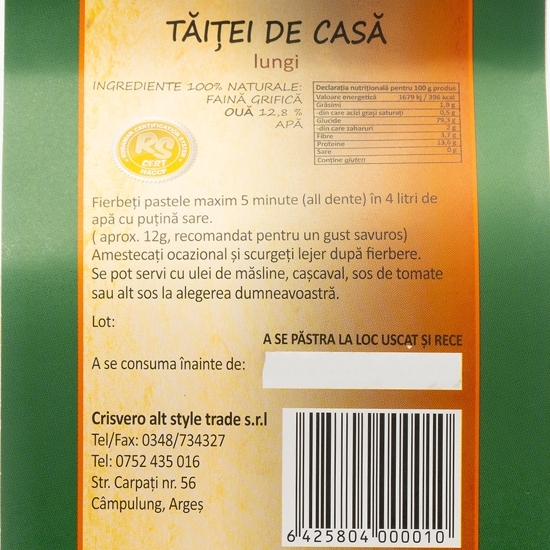 TĂIȚEI DE CASĂ
lungi
INGREDIENTE 100% NATURALE:
FAINĂ GRIFICĂ
OUĂ 12,8 %
APĂ
Declarația nutrițională pentru 100 g produs
Valoare energetică 1679 kj / 396 kcal
Grăsimi 1,8 g
-din care acizi grași saturați 0,5 g
Glucide 79,3 g
-din care zaharuri 2 g
Fibre 3,7 g
Proteine 13,6 g
Sare 0 g
Conține gluten
ROMANIAN CERTIFICATION SYSTEM
RS
CERT
HACCP
Fierbeți pastele maxim 5 minute (all dente) în 4 litri de
apă cu puțină sare.
( aprox. 12g, recomandat pentru un gust savuros)
Amestecați ocazional și scurgeți lejer după fierbere.
Se pot servi cu ulei de măsline, cașcaval, sos de tomate
sau alt sos la alegerea dumneavoastră.
Lot:
A SE PĂSTRA LA LOC USCAT ȘI RECE
A se consuma înainte de:
Crisvero alt style trade s.r.l
Tel/Fax: 0348/734327
Tel: 0752 435 016
Str. Carpați nr. 56
Câmpulung, Argeș
6 425804 000010